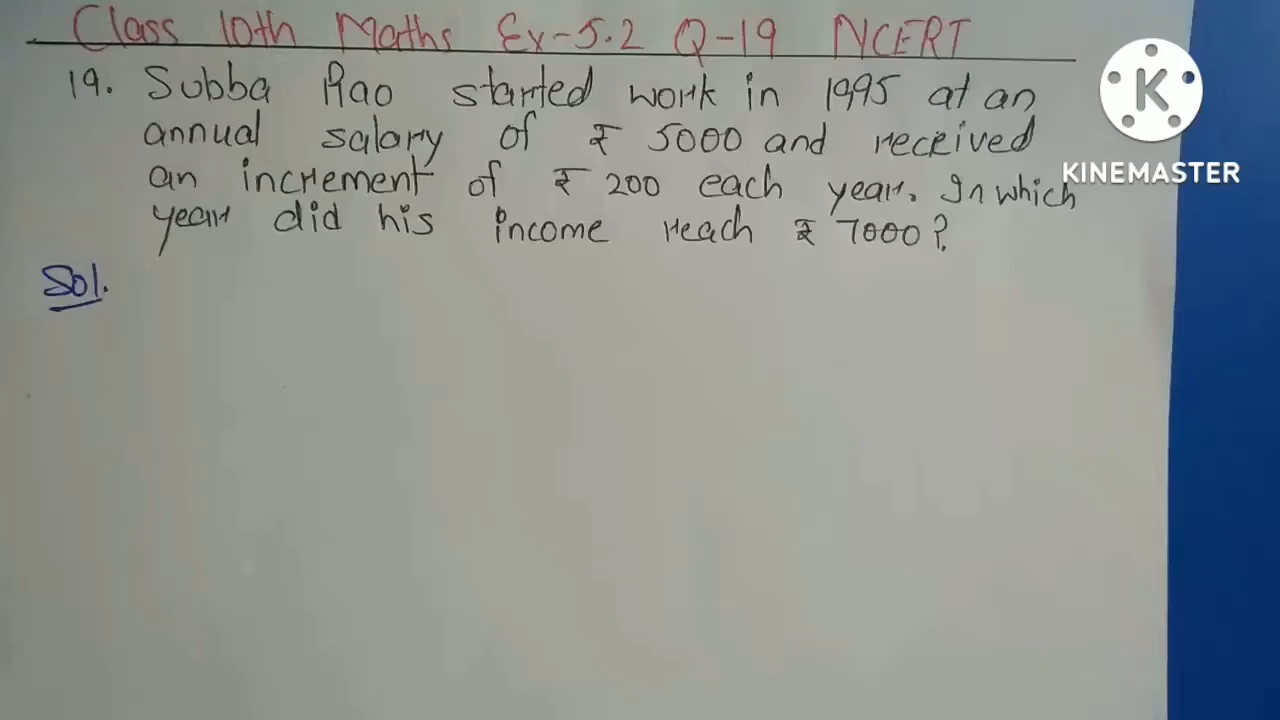 Class 10th Maths Ex-5.2 Q-19 NCERT
19. Subba Rao started work in 1995 at an
annual salary of ₹ 5000 and received
an increment of ₹ 200 each year. In which
year did his income reach ₹ 7000?
Sol.
K
KINEMASTER